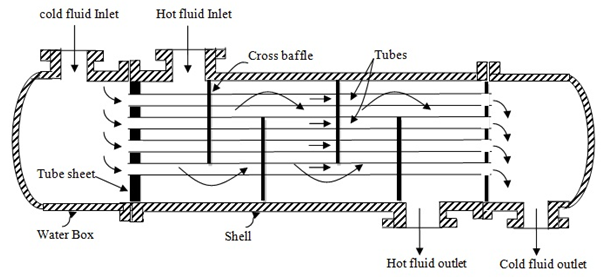 cold fluid Inlet
Hot fluid Inlet
Cross baffle
Tubes
Tube sheet
Water Box
Shell
Hot fluid outlet
Cold fluid outlet